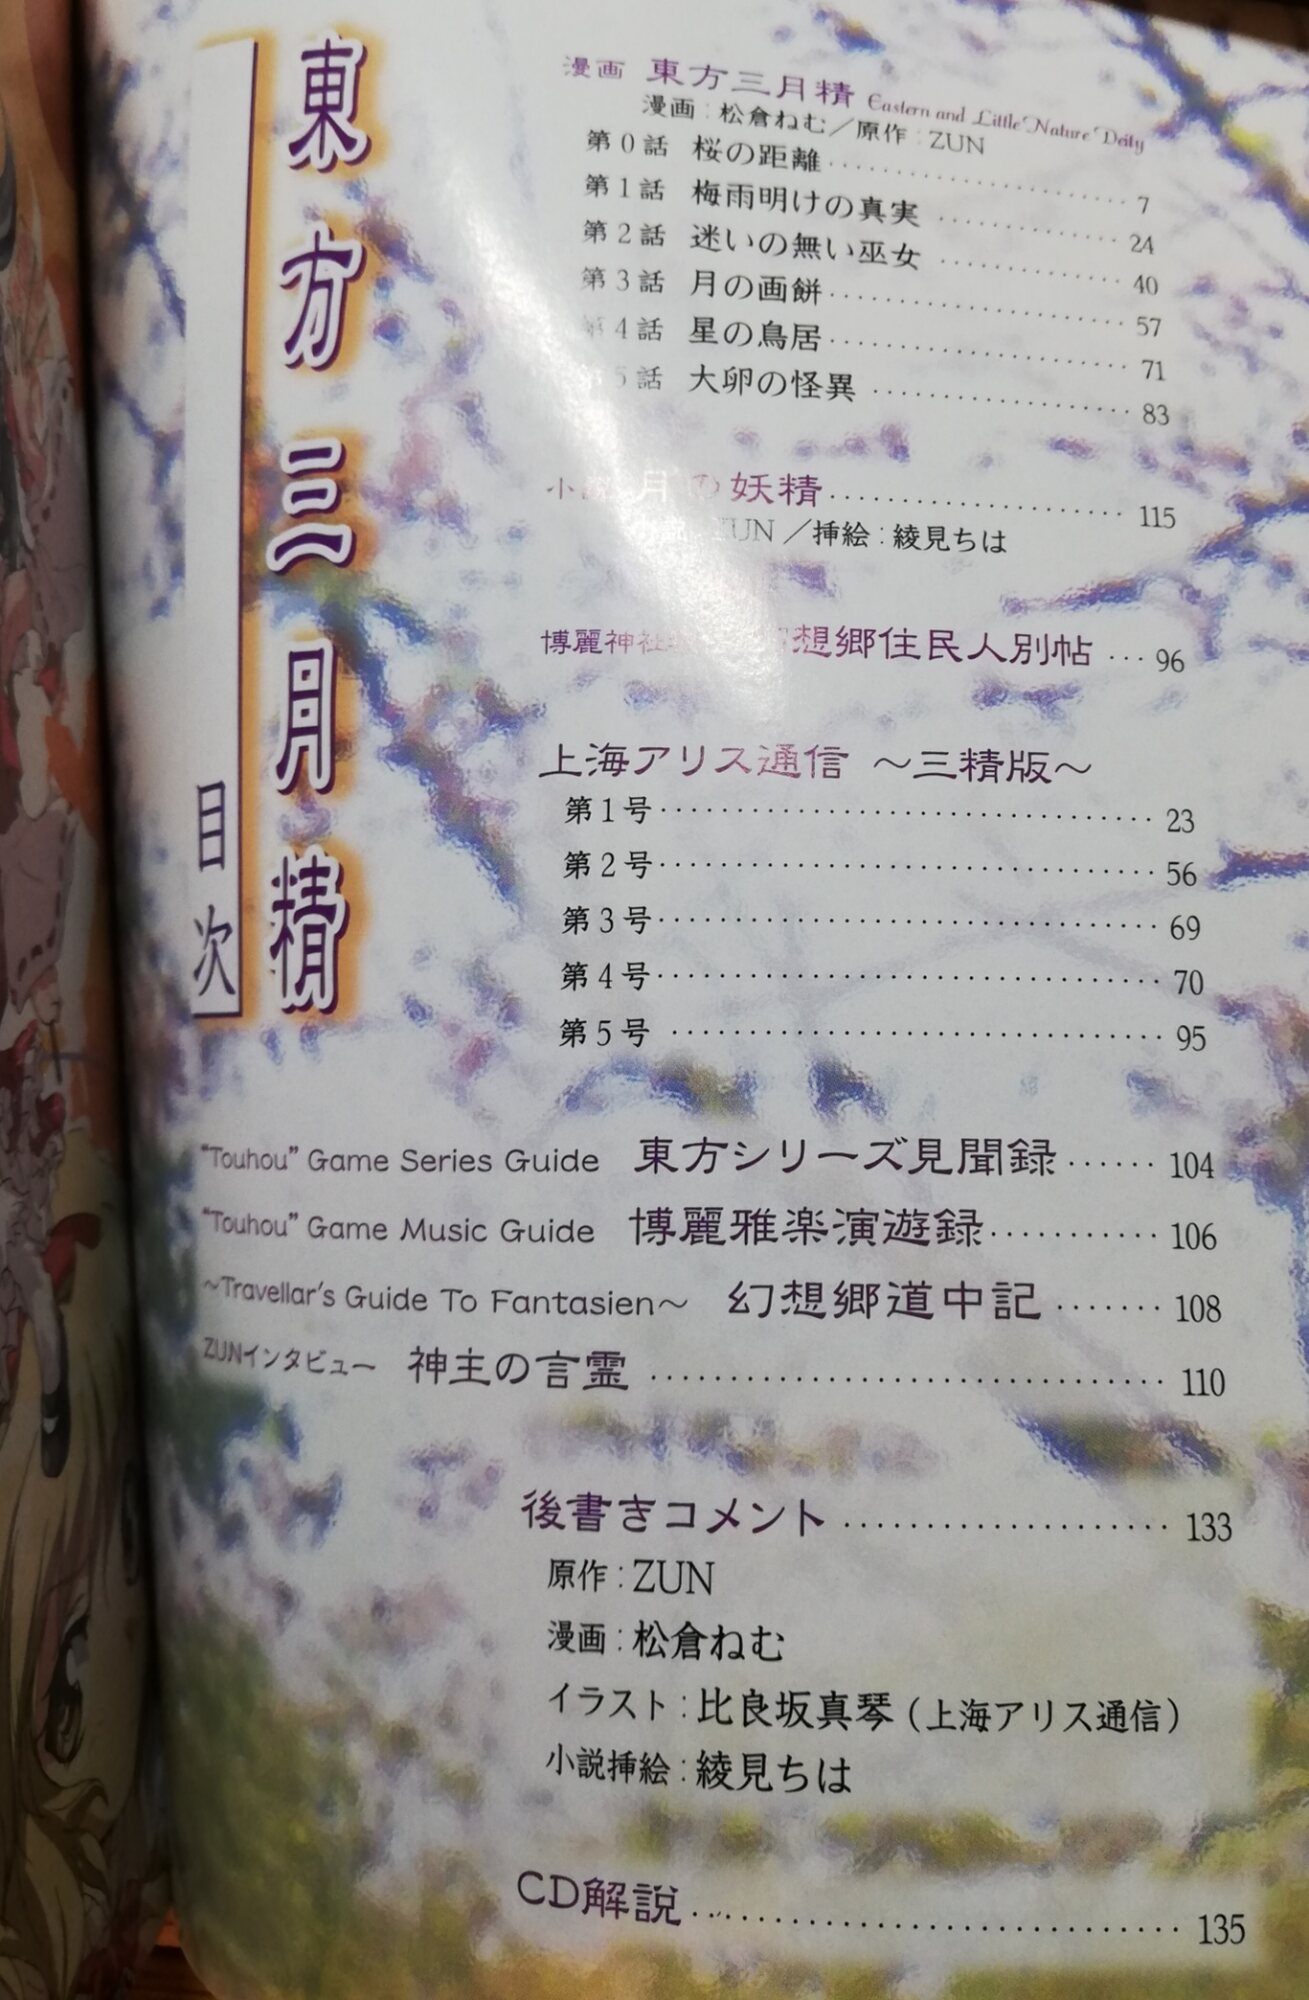 東方三月精
目次
漫画 東方三月精 Eastern and Little Nature Deity
漫画：松倉ねむ／原作：ZUN
第0話 桜の距離 7
第1話 梅雨明けの真実 24
第2話 迷いの無い巫女 40
第3話 月の画餅 57
第4話 星の鳥居 71
5話 大卵の怪異 83
小説 月の妖精 115
ZUN／挿絵：綾見ちは
博麗神社 想郷住民人別帖 96
上海アリス通信 〜三精版〜
第1号 23
第2号 56
第3号 69
第4号 70
第5号 95
“Touhou” Game Series Guide 東方シリーズ見聞録 104
“Touhou” Game Music Guide 博麗雅楽演遊録 106
〜Travellar's Guide To Fantasien〜 幻想郷道中記 108
ZUNインタビュー 神主の言霊 110
後書きコメント 133
原作：ZUN
漫画：松倉ねむ
イラスト：比良坂真琴（上海アリス通信）
小説挿絵：綾見ちは
CD解説 135